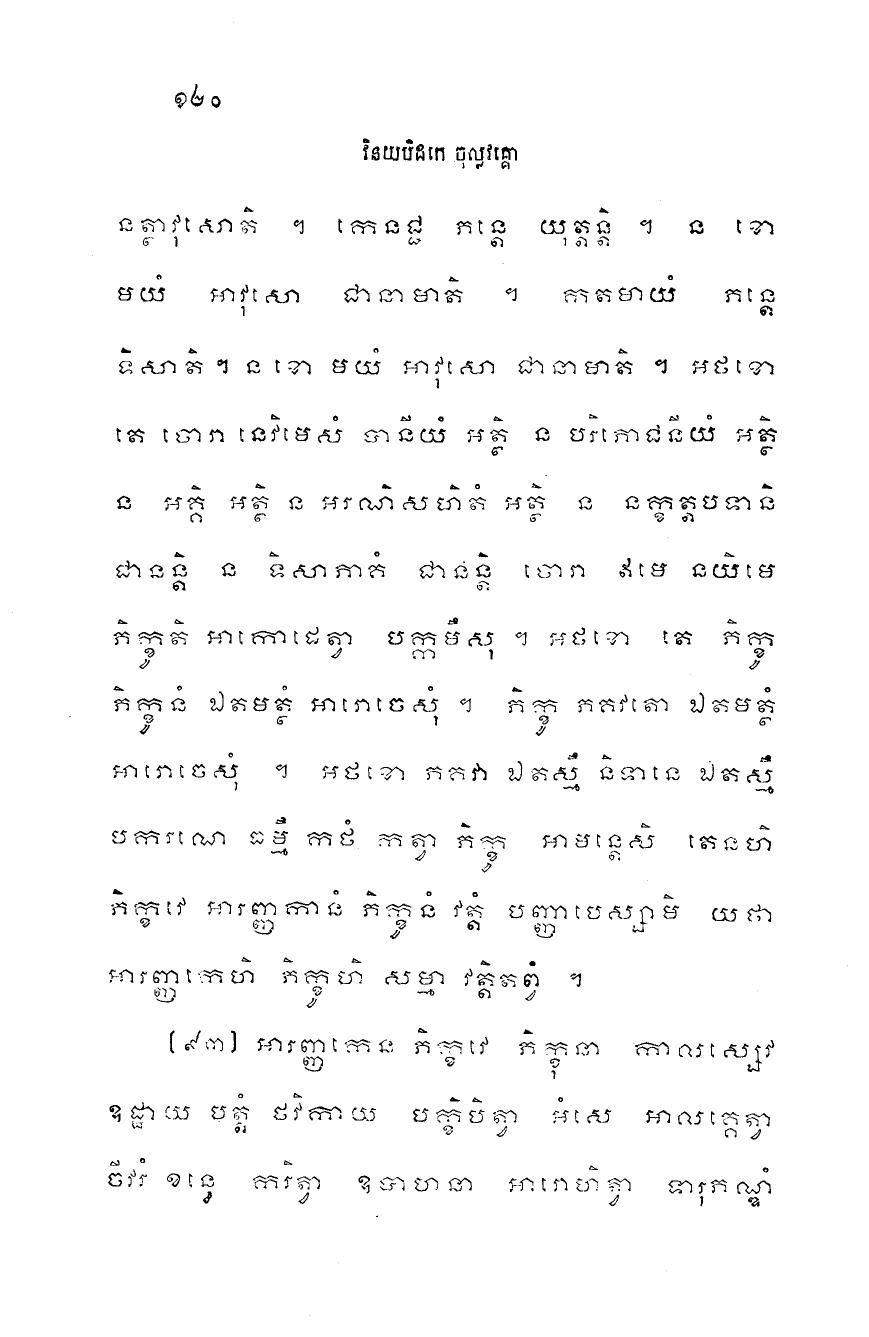 ១២០
វិនយបិដកេ ចុល្លវគ្គោ
នត្ថាវុសោតិ ។ កេនជ្ជ ភន្តេ យុត្តន្តិ ។ ន ខោ
មយំ អាវុសោ ជានាមាតិ ។ កតមាយំ ភន្តេ
ទិសាតិ។ ន ខោ មយំ អាវុសោ ជានាមាតិ ។ អថខោ
តេ ចោរា នេវិមេសំ បានីយំ អត្ថិ ន បរិភោជនីយំ អត្ថិ
ន អគ្គិ អត្ថិ ន អរណិសហិតំ អត្ថិ ន នក្ខត្តបទានិ
ជានន្តិ ន ទិសាភាគំ ជានន្តិ ចោរា ឥមេ នយិមេ
ភិក្ខូតិ អាកោដេត្វា បក្កមឹសុ ។ អថខោ តេ ភិក្ខូ
ភិក្ខូនំ ឯតមត្ថំ អារោចេសុំ ។ ភិក្ខូ ភគវតោ ឯតមត្ថំ
អារោចេសុំ ។ អថខោ ភគវា ឯតស្មឹ និទានេ ឯតស្មឹ
បករណេ ធម្មឹ កថំ កត្វា ភិក្ខូ អាមន្តេសិ តេនហិ
ភិក្ខវេ អារញ្ញកានំ ភិក្ខូនំ វត្តំ បញ្ញាបេស្សាមិ យថា
អារញ្ញកេហិ ភិក្ខូហិ សម្មា វត្តិតព្វំ ។
(៩៣) អារញ្ញកេន ភិក្ខវេ ភិក្ខុនា កាលស្សេវ
ឧដ្ឋាយ បត្តំ ថវិកាយ បក្ខិបិត្វា អំសេ អាលគ្គេត្វា
ចីវរំ ខន្ធេ ករិត្វា ឧបាហនា អារោហិត្វា ទារុភណ្ឌំ